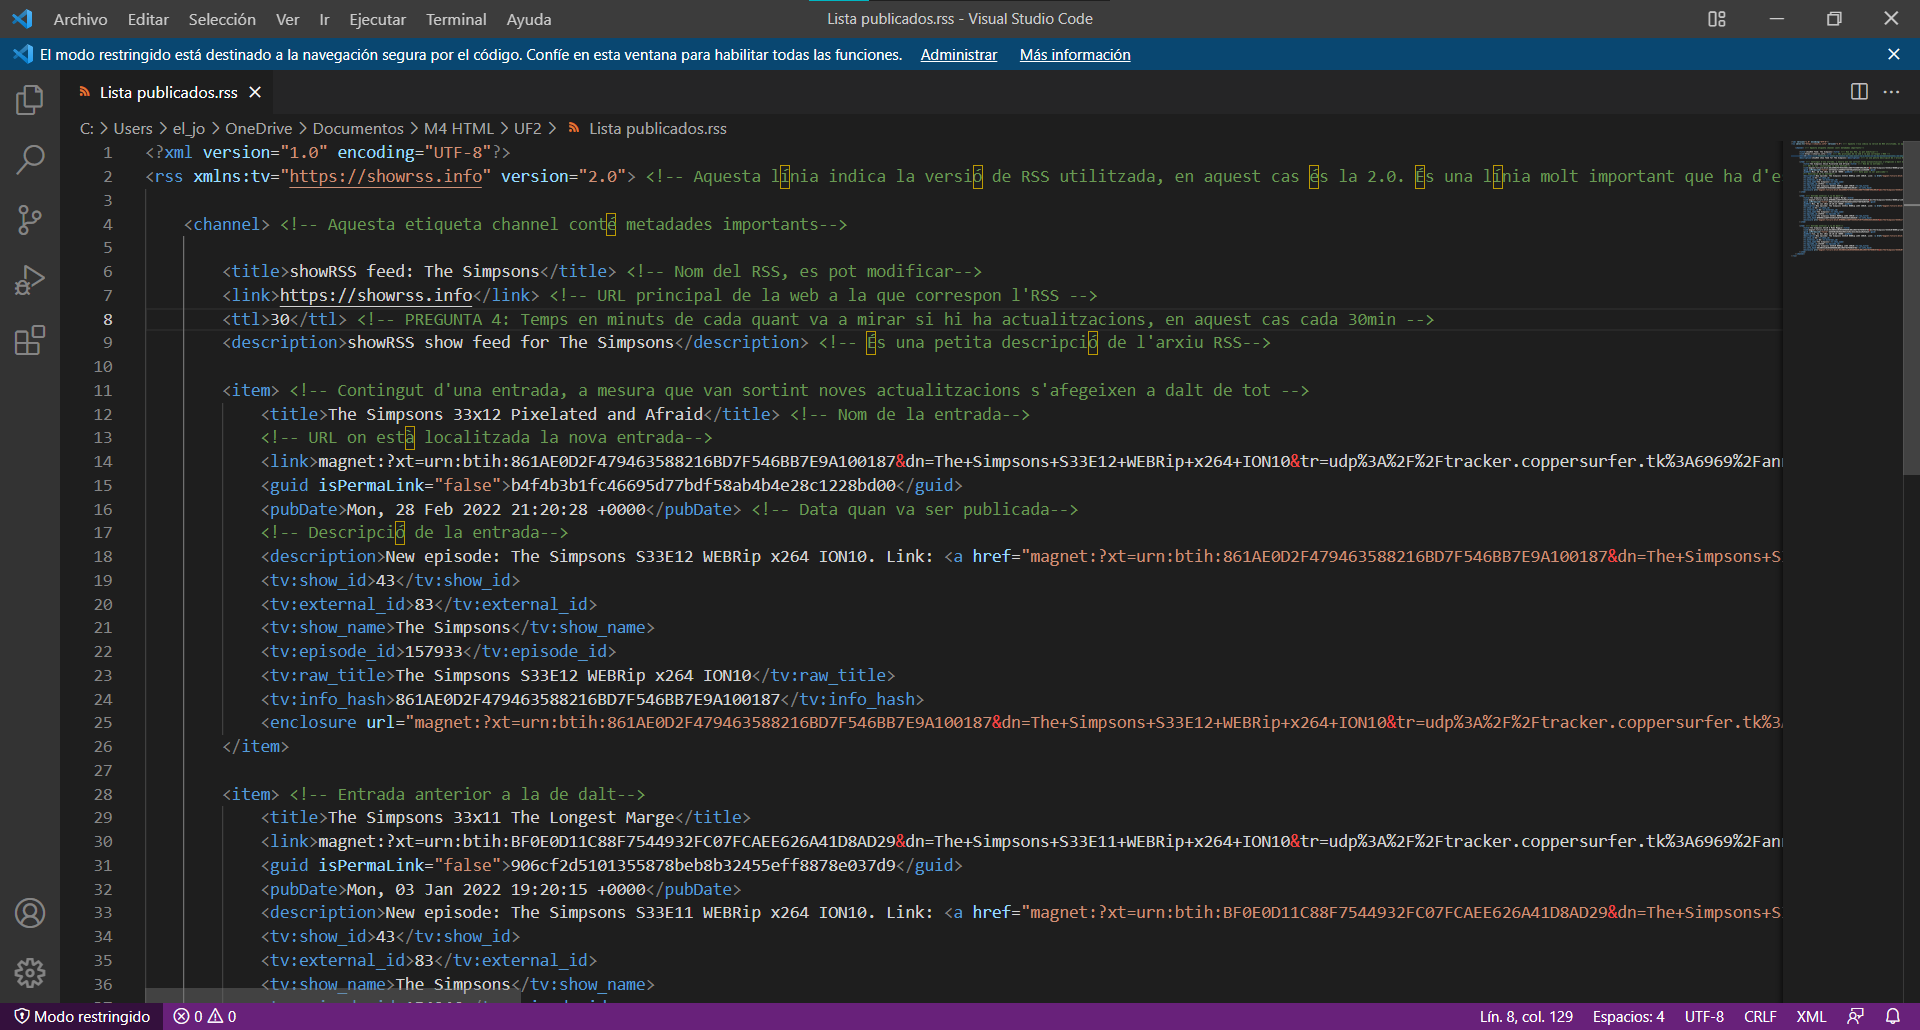 Archivo Editar Selección Ver Ir Ejecutar Terminal Ayuda Lista publicados.rss - Visual Studio Code
El modo restringido está destinado a la navegación segura por el código. Confíe en esta ventana para habilitar todas las funciones. Administrar Más información
Lista publicados.rss
C: > Users > el_jo > OneDrive > Documentos > M4 HTML > UF2 > Lista publicados.rss
1 <?xml version="1.0" encoding="UTF-8"?>
2 <rss xmlns:tv="https://showrss.info" version="2.0"> <!-- Aquesta línia indica la versió de RSS utilitzada, en aquest cas és la 2.0. És una línia molt important que ha d'e
3
4 <channel> <!-- Aquesta etiqueta channel conté metadades importants-->
5
6 <title>showRSS feed: The Simpsons</title> <!-- Nom del RSS, es pot modificar-->
7 <link>https://showrss.info</link> <!-- URL principal de la web a la que correspon l'RSS -->
8 <ttl>30</ttl> <!-- PREGUNTA 4: Temps en minuts de cada quant va a mirar si hi ha actualitzacions, en aquest cas cada 30min -->
9 <description>showRSS show feed for The Simpsons</description> <!-- És una petita descripció de l'arxiu RSS-->
10
11 <item> <!-- Contingut d'una entrada, a mesura que van sortint noves actualitzacions s'afegeixen a dalt de tot -->
12 <title>The Simpsons 33x12 Pixelated and Afraid</title> <!-- Nom de la entrada-->
13 <!-- URL on està localitzada la nova entrada-->
14 <link>magnet:?xt=urn:btih:861AE0D2F479463588216BD7F546BB7E9A100187&dn=The+Simpsons+S33E12+WEBRip+x264+ION10&tr=udp%3A%2F%2Ftracker.coppersurfer.tk%3A6969%2Fan
15 <guid isPermaLink="false">b4f4b3b1fc46695d77bdf58ab4b4e28c1228bd00</guid>
16 <pubDate>Mon, 28 Feb 2022 21:20:28 +0000</pubDate> <!-- Data quan va ser publicada-->
17 <!-- Descripció de la entrada-->
18 <description>New episode: The Simpsons S33E12 WEBRip x264 ION10. Link: <a href="magnet:?xt=urn:btih:861AE0D2F479463588216BD7F546BB7E9A100187&dn=The+Simpsons+S
19 <tv:show_id>43</tv:show_id>
20 <tv:external_id>83</tv:external_id>
21 <tv:show_name>The Simpsons</tv:show_name>
22 <tv:episode_id>157933</tv:episode_id>
23 <tv:raw_title>The Simpsons S33E12 WEBRip x264 ION10</tv:raw_title>
24 <tv:info_hash>861AE0D2F479463588216BD7F546BB7E9A100187</tv:info_hash>
25 <enclosure url="magnet:?xt=urn:btih:861AE0D2F479463588216BD7F546BB7E9A100187&dn=The+Simpsons+S33E12+WEBRip+x264+ION10&tr=udp%3A%2F%2Ftracker.coppersurfer.tk%3
26 </item>
27
28 <item> <!-- Entrada anterior a la de dalt-->
29 <title>The Simpsons 33x11 The Longest Marge</title>
30 <link>magnet:?xt=urn:btih:BF0E0D11C88F7544932FC07FCAEE626A41D8AD29&dn=The+Simpsons+S33E11+WEBRip+x264+ION10&tr=udp%3A%2F%2Ftracker.coppersurfer.tk%3A6969%2Fan
31 <guid isPermaLink="false">906cf2d5101355878beb8b32455eff8878e037d9</guid>
32 <pubDate>Mon, 03 Jan 2022 19:20:15 +0000</pubDate>
33 <description>New episode: The Simpsons S33E11 WEBRip x264 ION10. Link: <a href="magnet:?xt=urn:btih:BF0E0D11C88F7544932FC07FCAEE626A41D8AD29&dn=The+Simpsons+S
34 <tv:show_id>43</tv:show_id>
35 <tv:external_id>83</tv:external_id>
36 <tv:show_name>The Simpsons</tv:show_name>
Modo restringido 0 0 Lín. 8, col. 129 Espacios: 4 UTF-8 CRLF XML